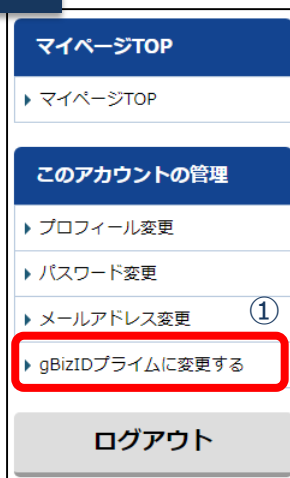 マイページTOP
マイページTOP
このアカウントの管理
プロフィール変更
パスワード変更
メールアドレス変更 ①
gBizIDプライムに変更する
ログアウト